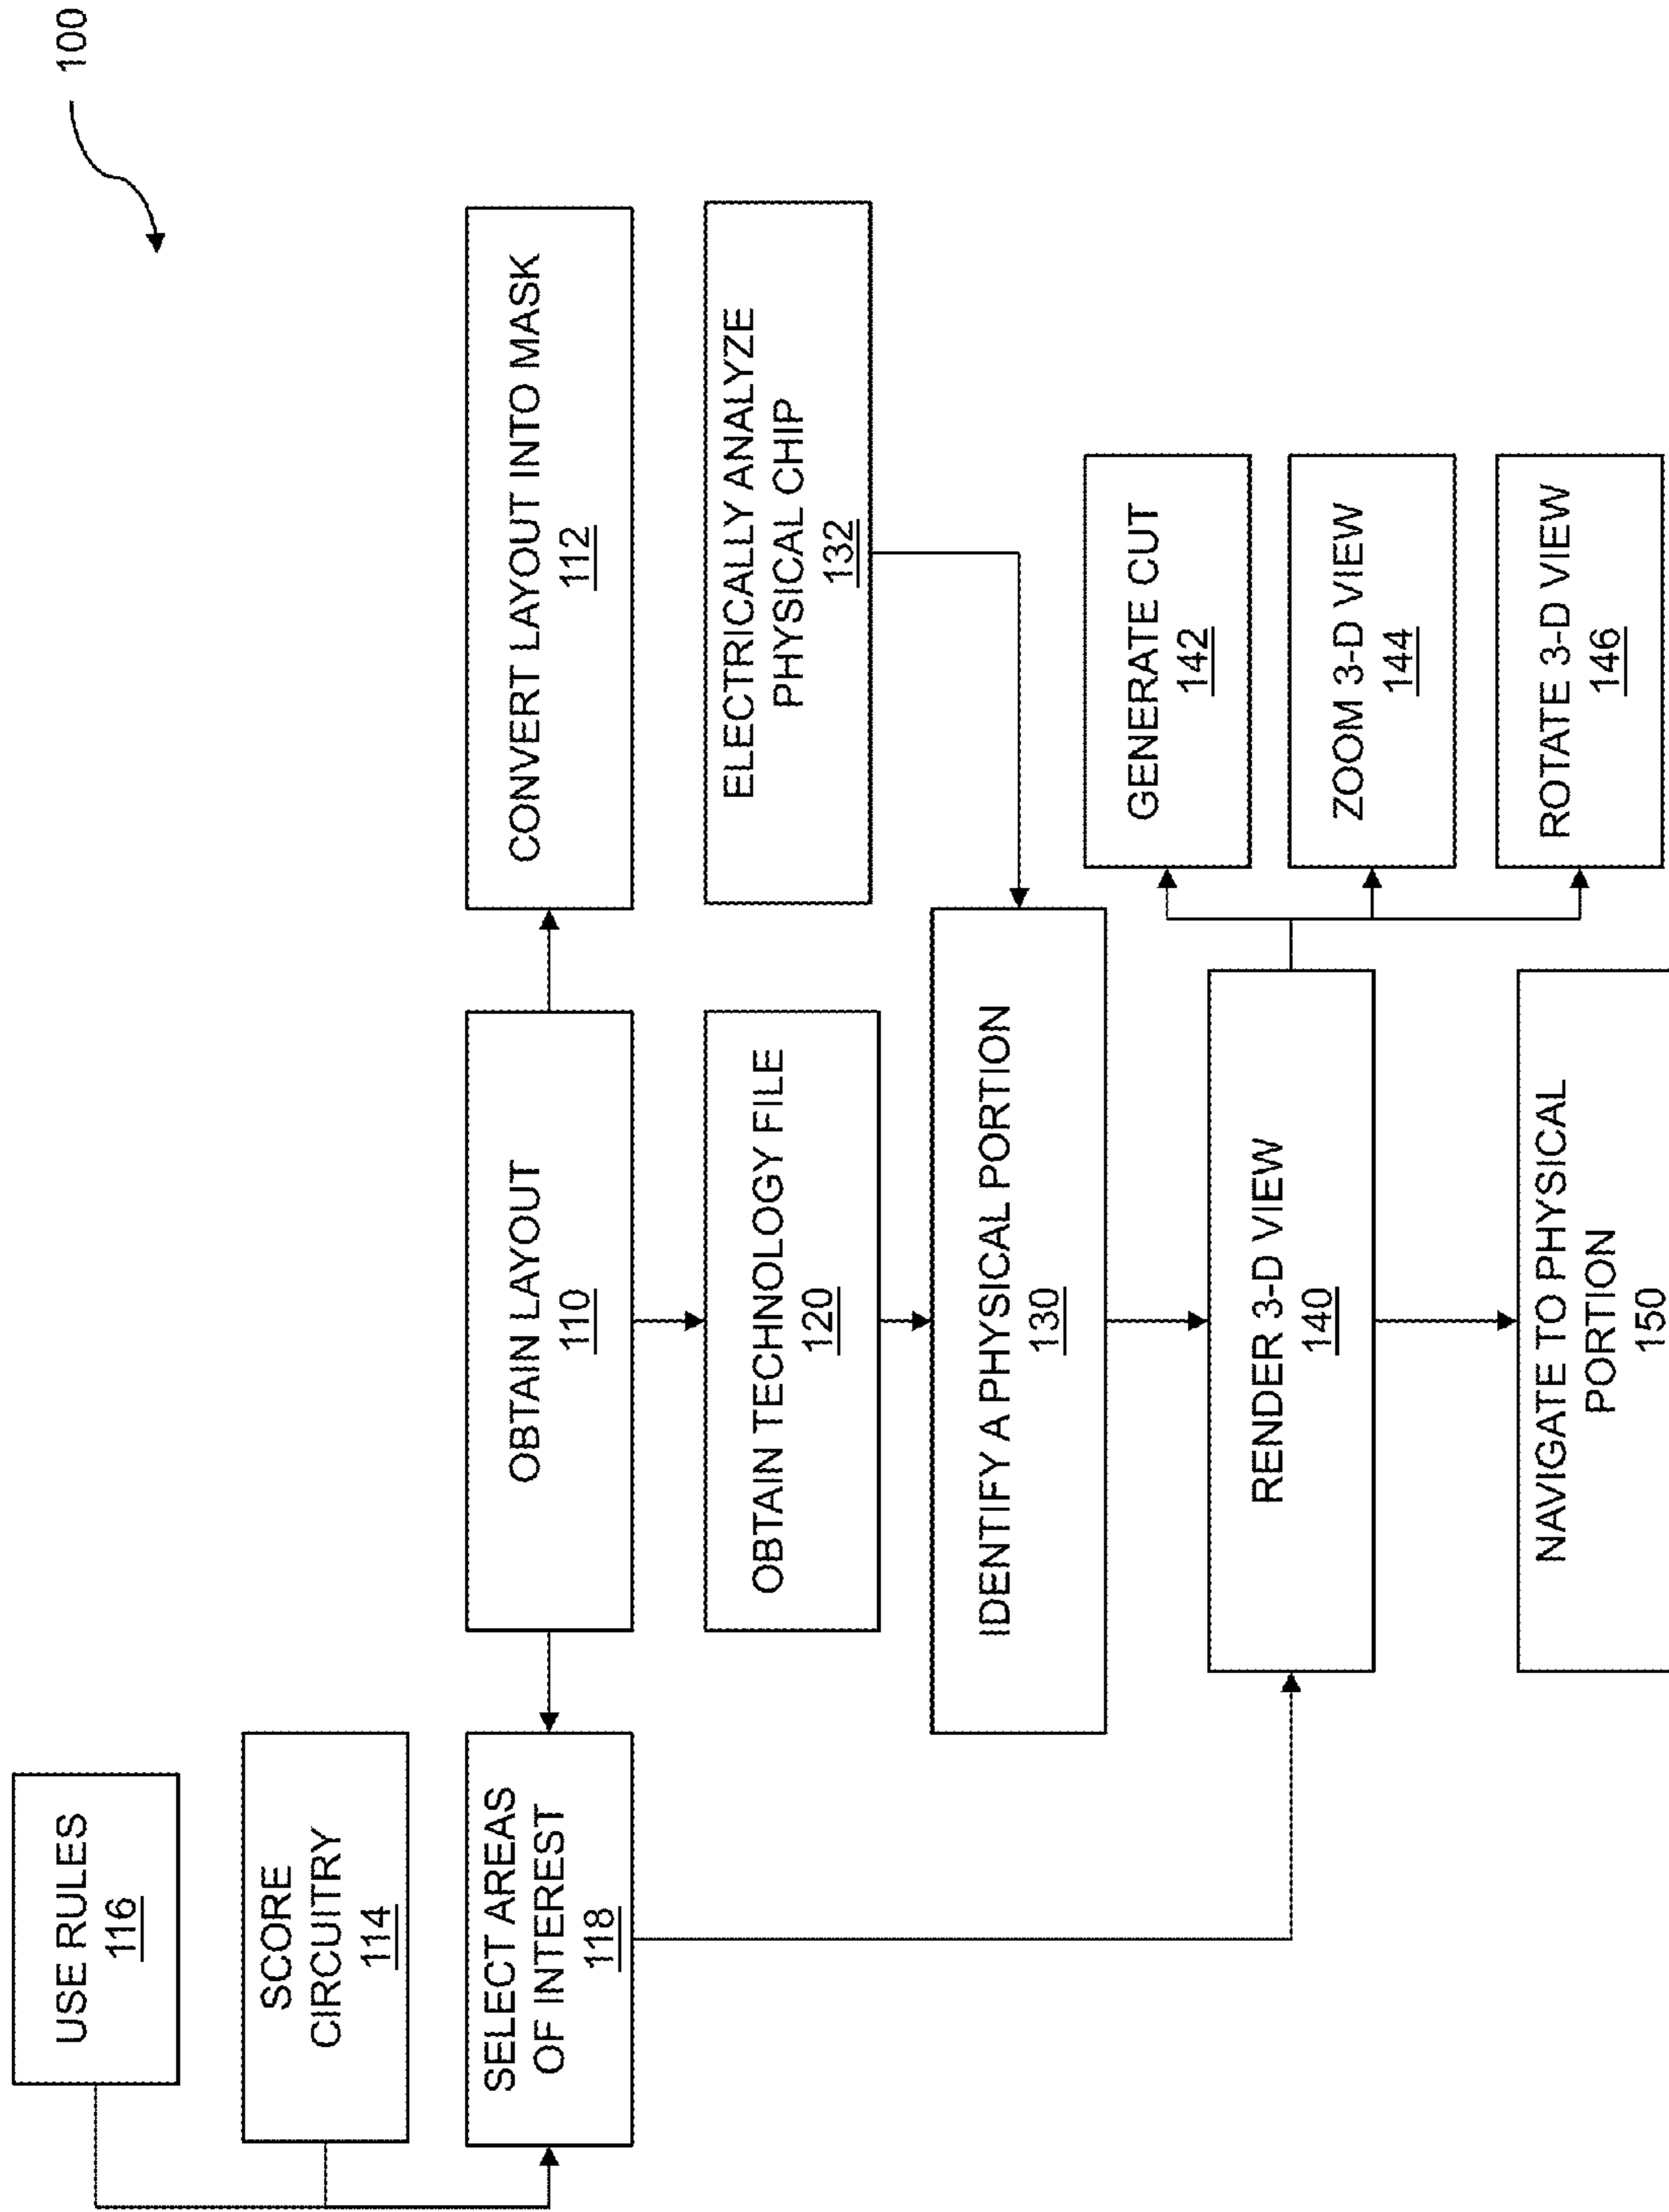 100
USE RULES
116
SCORE
CIRCUITRY
114
SELECT AREAS
OF INTEREST
118
OBTAIN LAYOUT
110
CONVERT LAYOUT INTO MASK
112
OBTAIN TECHNOLOGY FILE
120
ELECTRICALLY ANALYZE
PHYSICAL CHIP
132
IDENTIFY A PHYSICAL PORTION
130
RENDER 3-D VIEW
140
GENERATE CUT
142
ZOOM 3-D VIEW
144
ROTATE 3-D VIEW
146
NAVIGATE TO PHYSICAL
PORTION
150